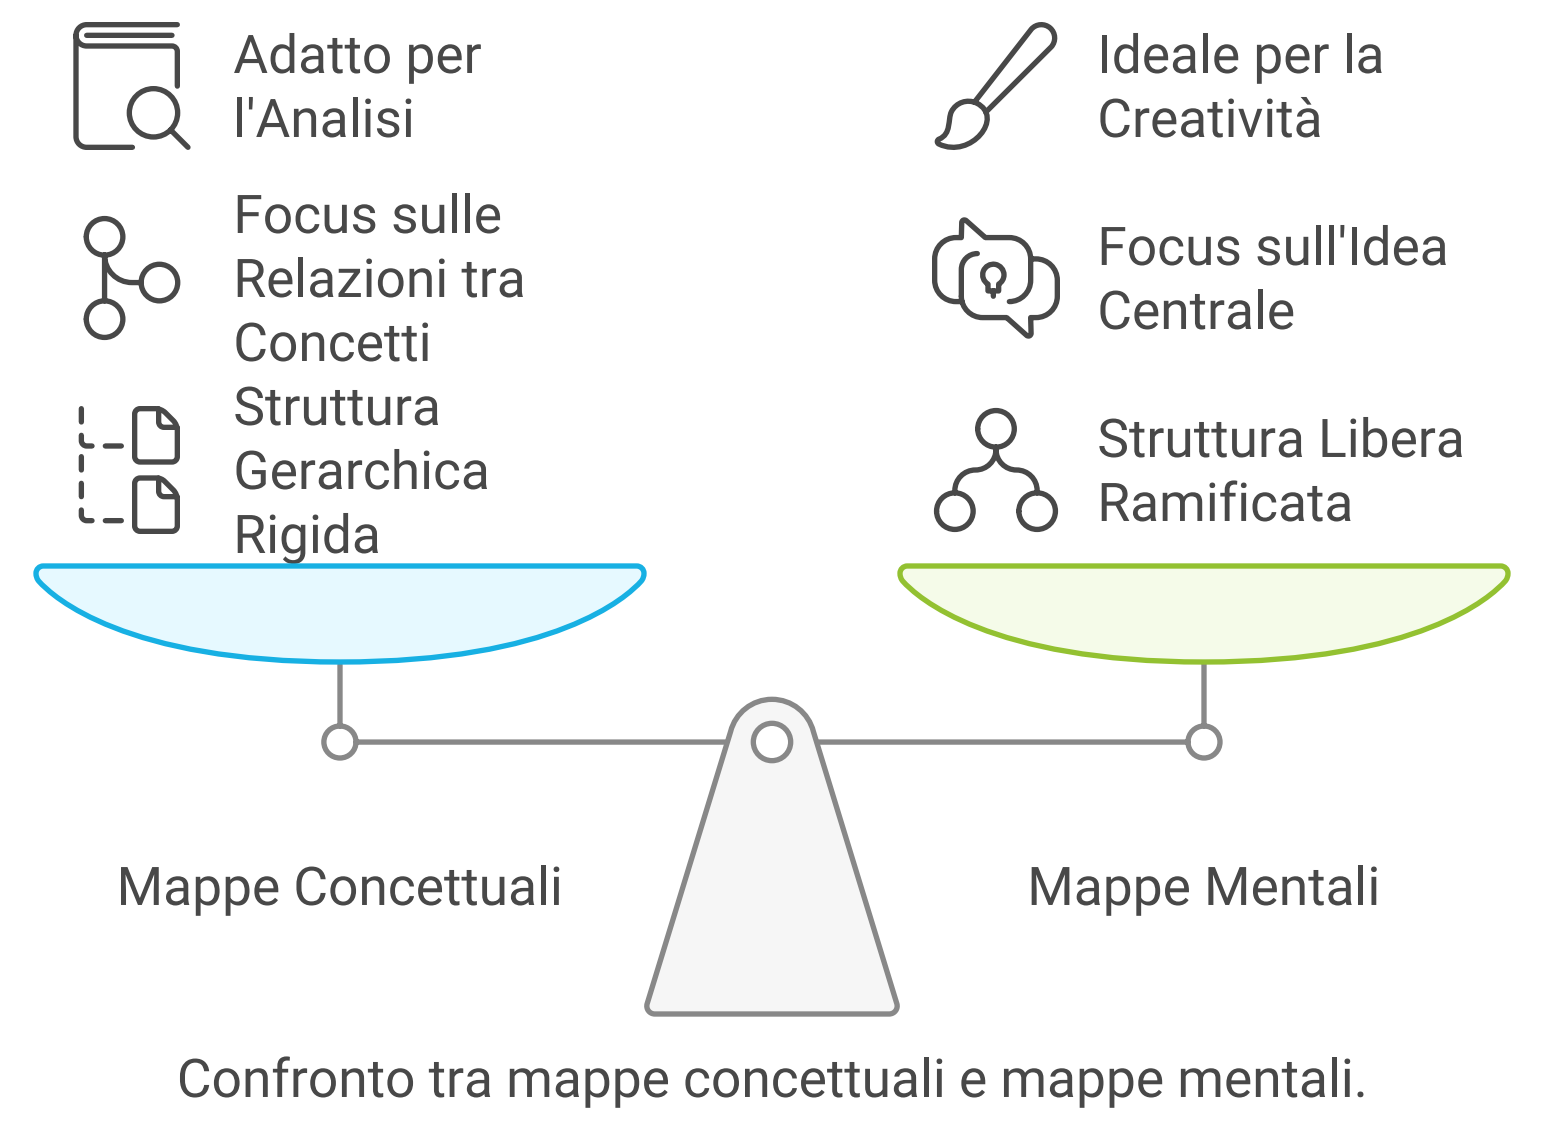 Adatto per
l'Analisi
Focus sulle
Relazioni tra
Concetti
Struttura
Gerarchica
Rigida
Ideale per la
Creatività
Focus sull'Idea
Centrale
Struttura Libera
Ramificata
Mappe Concettuali
Mappe Mentali
Confronto tra mappe concettuali e mappe mentali.